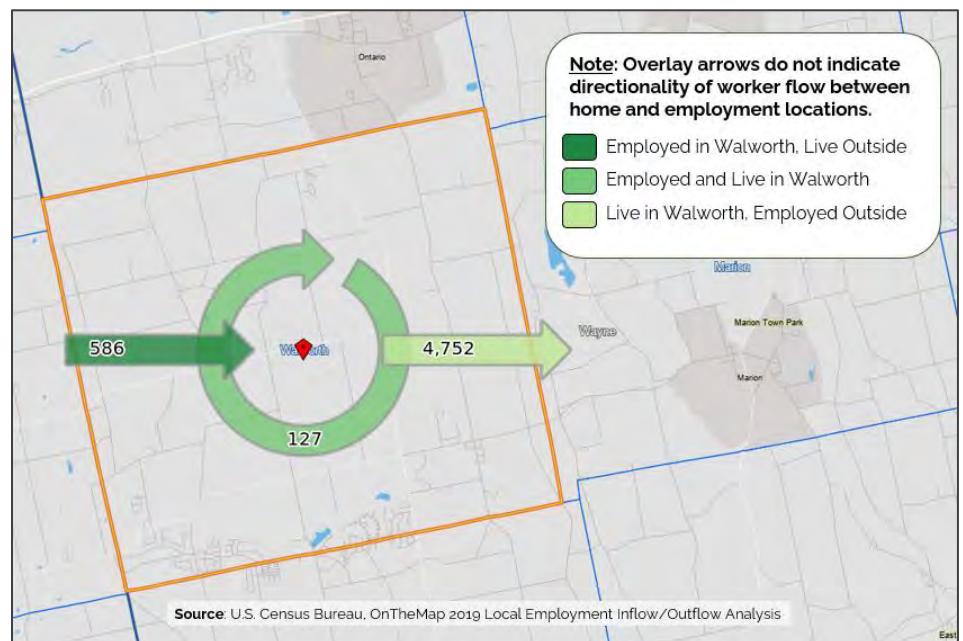 Ontario
Note: Overlay arrows do not indicate
directionality of worker flow between
home and employment locations.
Employed in Walworth, Live Outside
Employed and Live in Walworth
Live in Walworth, Employed Outside
Marion
Marion Town Park
Wayne
586
Walworth
4,752
Marion
127
Source: U.S. Census Bureau, OnTheMap 2019 Local Employment Inflow/Outflow Analysis
East